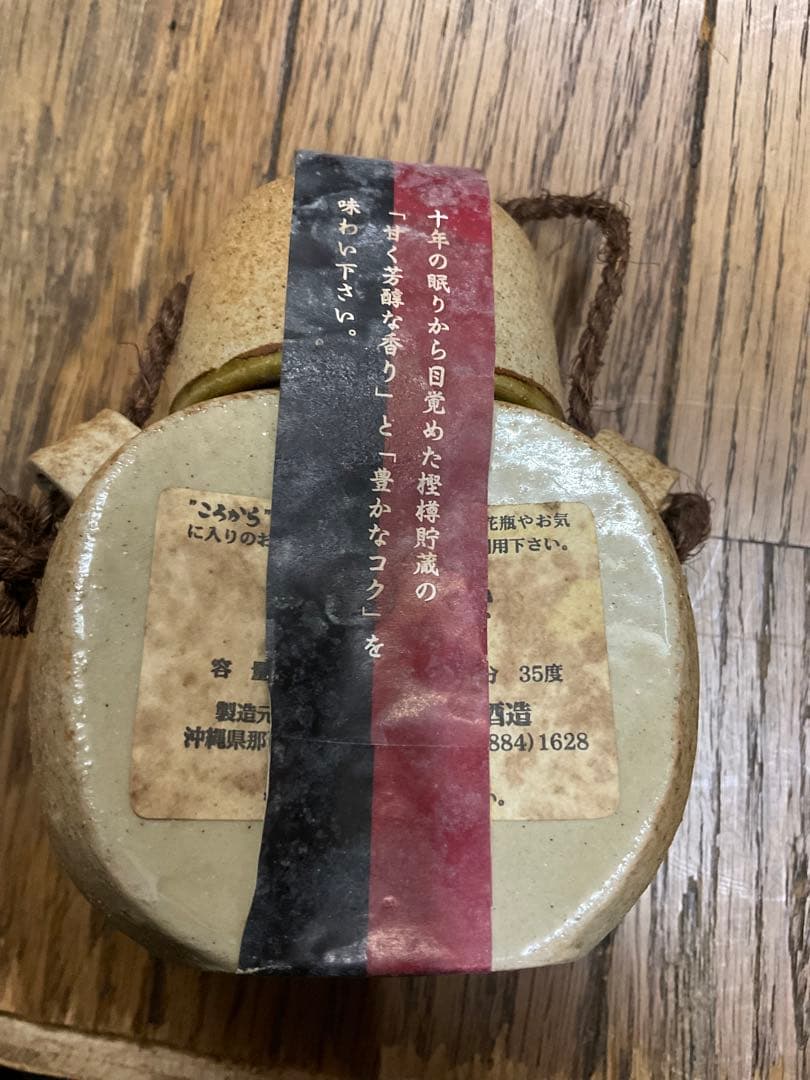 十年の眠りから目覚めた樫樽貯蔵の
「甘く芳醇な香り」と「豊かなコク」を
味わい下さい。
"ころから" 花瓶やお気
に入りのお 用下さい。
容 分 35度
製造元 酒造
沖縄県那 884)1628
い。